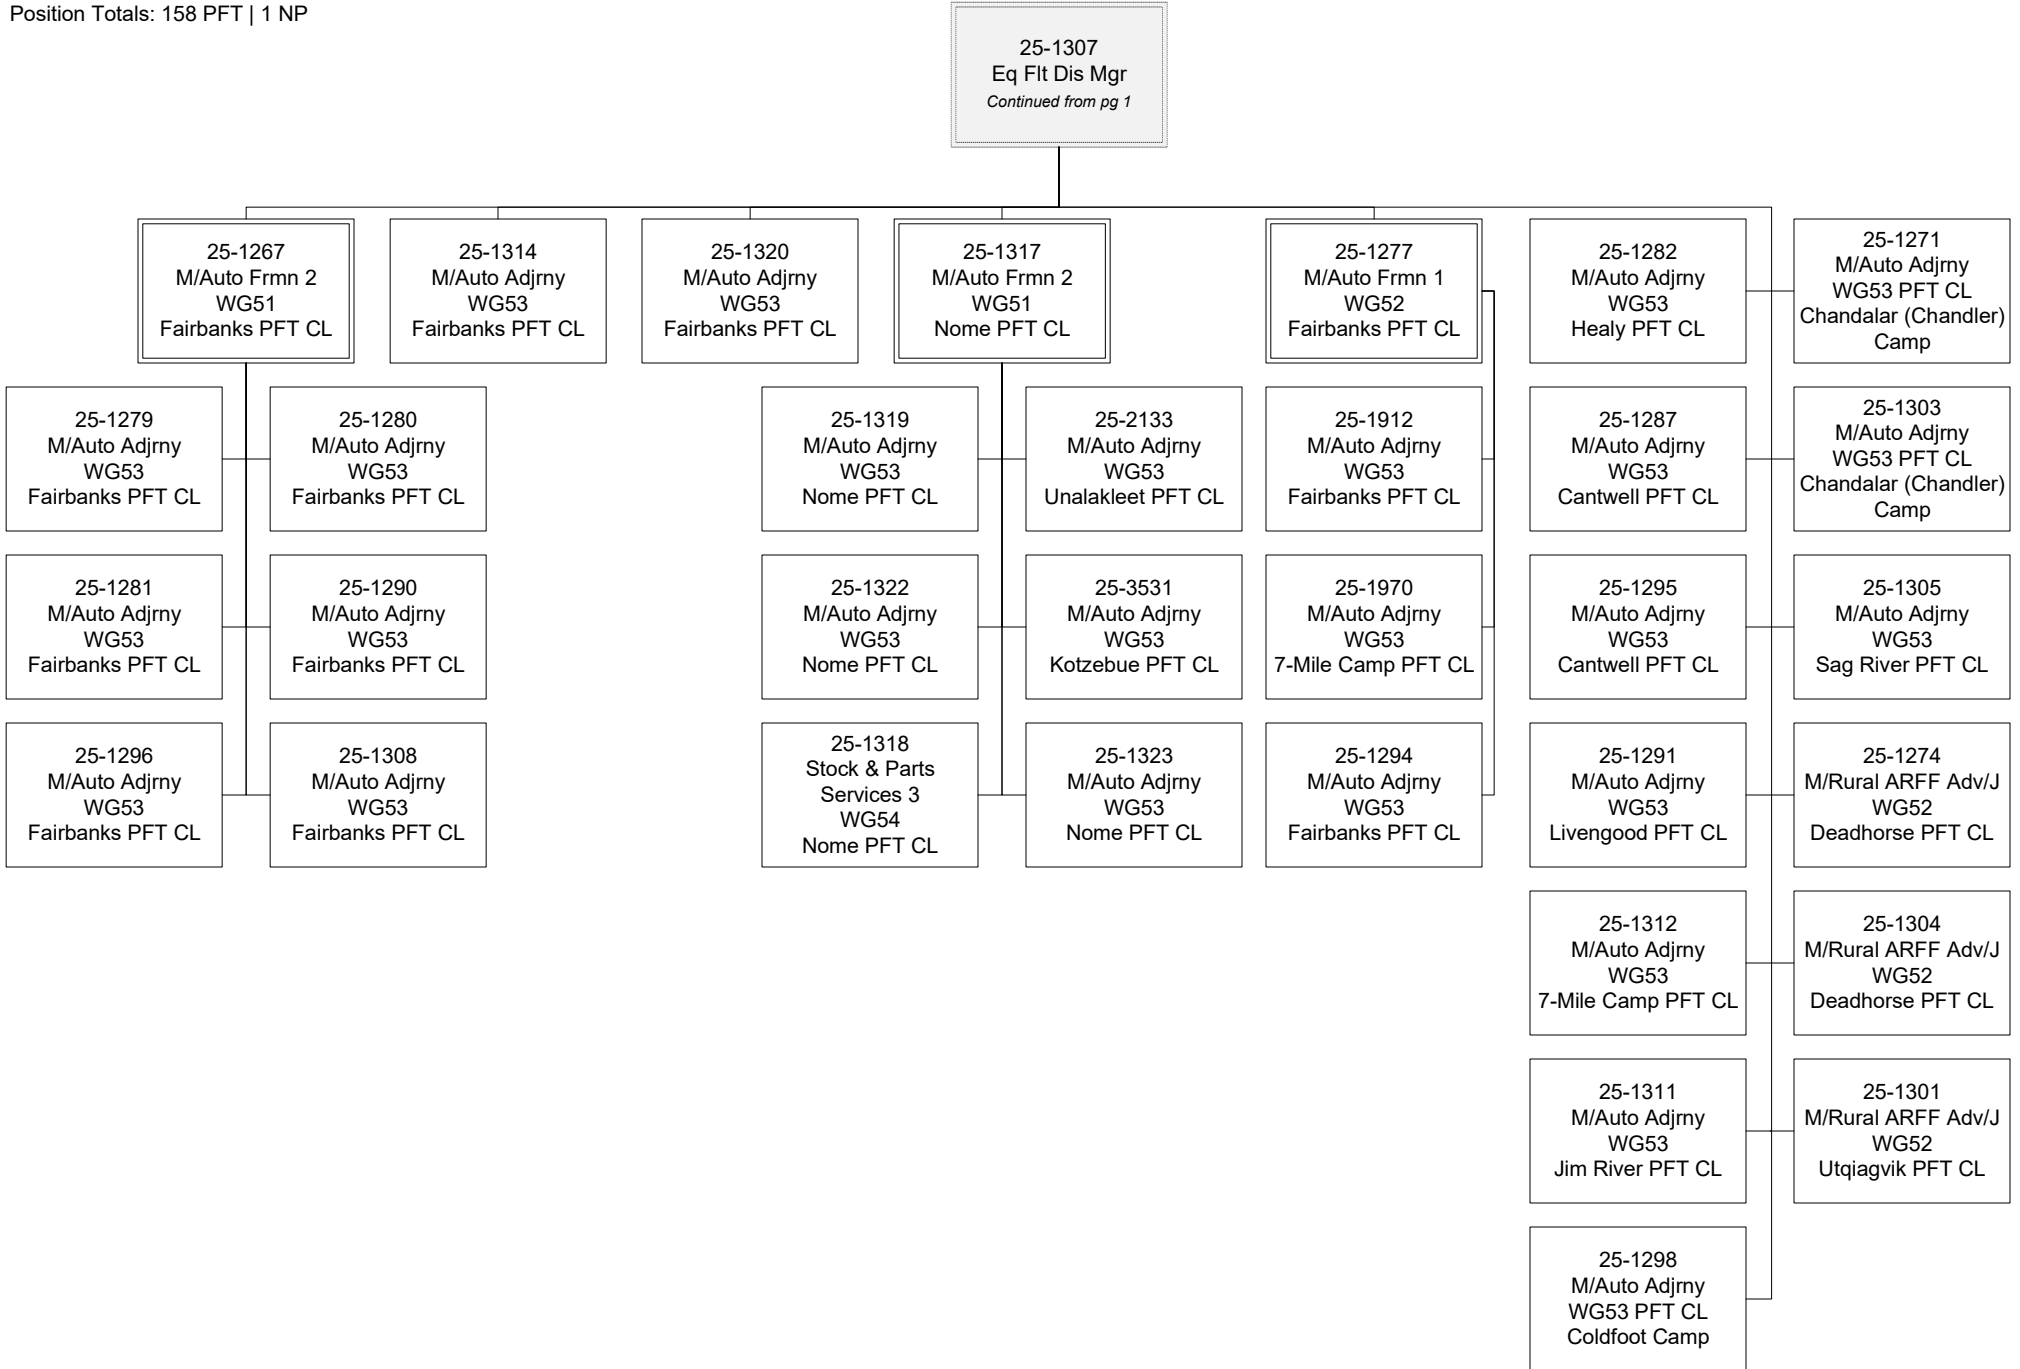 Position Totals: 158 PFT | 1 NP
25-1307
Eq Flt Dis Mgr
Continued from pg 1
25-1267
M/Auto Frmn 2
WG51
Fairbanks PFT CL
25-1314
M/Auto Adjrny
WG53
Fairbanks PFT CL
25-1320
M/Auto Adjrny
WG53
Fairbanks PFT CL
25-1317
M/Auto Frmn 2
WG51
Nome PFT CL
25-1277
M/Auto Frmn 1
WG52
Fairbanks PFT CL
25-1282
M/Auto Adjrny
WG53
Healy PFT CL
25-1271
M/Auto Adjrny
WG53 PFT CL
Chandalar (Chandler)
Camp
25-1279
M/Auto Adjrny
WG53
Fairbanks PFT CL
25-1280
M/Auto Adjrny
WG53
Fairbanks PFT CL
25-1319
M/Auto Adjrny
WG53
Nome PFT CL
25-2133
M/Auto Adjrny
WG53
Unalakleet PFT CL
25-1912
M/Auto Adjrny
WG53
Fairbanks PFT CL
25-1287
M/Auto Adjrny
WG53
Cantwell PFT CL
25-1303
M/Auto Adjrny
WG53 PFT CL
Chandalar (Chandler)
Camp
25-1281
M/Auto Adjrny
WG53
Fairbanks PFT CL
25-1290
M/Auto Adjrny
WG53
Fairbanks PFT CL
25-1322
M/Auto Adjrny
WG53
Nome PFT CL
25-3531
M/Auto Adjrny
WG53
Kotzebue PFT CL
25-1970
M/Auto Adjrny
WG53
7-Mile Camp PFT CL
25-1295
M/Auto Adjrny
WG53
Cantwell PFT CL
25-1305
M/Auto Adjrny
WG53
Sag River PFT CL
25-1296
M/Auto Adjrny
WG53
Fairbanks PFT CL
25-1308
M/Auto Adjrny
WG53
Fairbanks PFT CL
25-1318
Stock & Parts
Services 3
WG54
Nome PFT CL
25-1323
M/Auto Adjrny
WG53
Nome PFT CL
25-1294
M/Auto Adjrny
WG53
Fairbanks PFT CL
25-1291
M/Auto Adjrny
WG53
Livengood PFT CL
25-1274
M/Rural ARFF Adv/J
WG52
Deadhorse PFT CL
25-1312
M/Auto Adjrny
WG53
7-Mile Camp PFT CL
25-1304
M/Rural ARFF Adv/J
WG52
Deadhorse PFT CL
25-1311
M/Auto Adjrny
WG53
Jim River PFT CL
25-1301
M/Rural ARFF Adv/J
WG52
Utqiagvik PFT CL
25-1298
M/Auto Adjrny
WG53 PFT CL
Coldfoot Camp